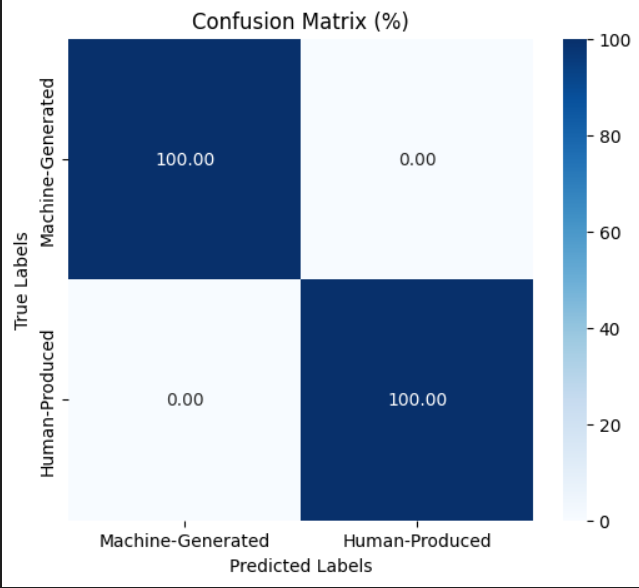 Confusion Matrix (%)
True Labels
Machine-Generated
Human-Produced
100.00 0.00
0.00 100.00
Machine-Generated Human-Produced
Predicted Labels
100
80
60
40
20
0